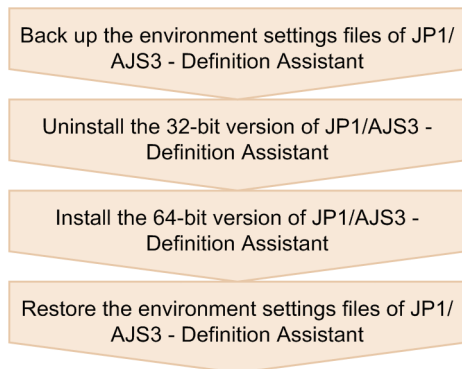 Back up the environment settings files of JP1/
AJS3 - Definition Assistant
Uninstall the 32-bit version of JP1/AJS3 -
Definition Assistant
Install the 64-bit version of JP1/AJS3 -
Definition Assistant
Restore the environment settings files of JP1/
AJS3 - Definition Assistant